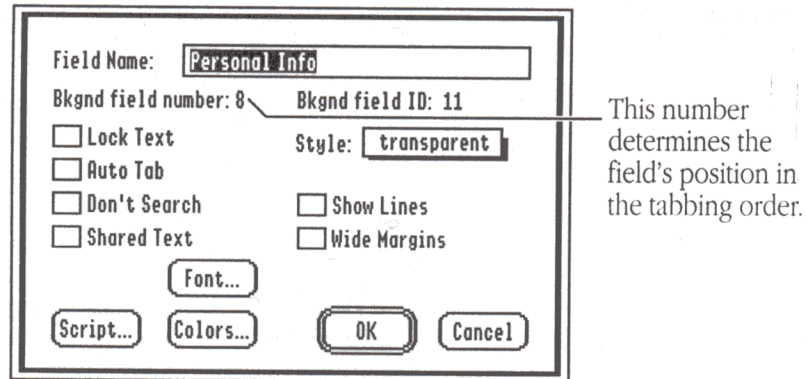 Field Name: Personal Info
Bkgnd field number: 8 Bkgnd field ID: 11
Lock Text
Style: transparent
Auto Tab
Don't Search
Show Lines
Shared Text
Wide Margins
Font...
Script... Colors... OK Cancel
This number
determines the
field's position in
the tabbing order.